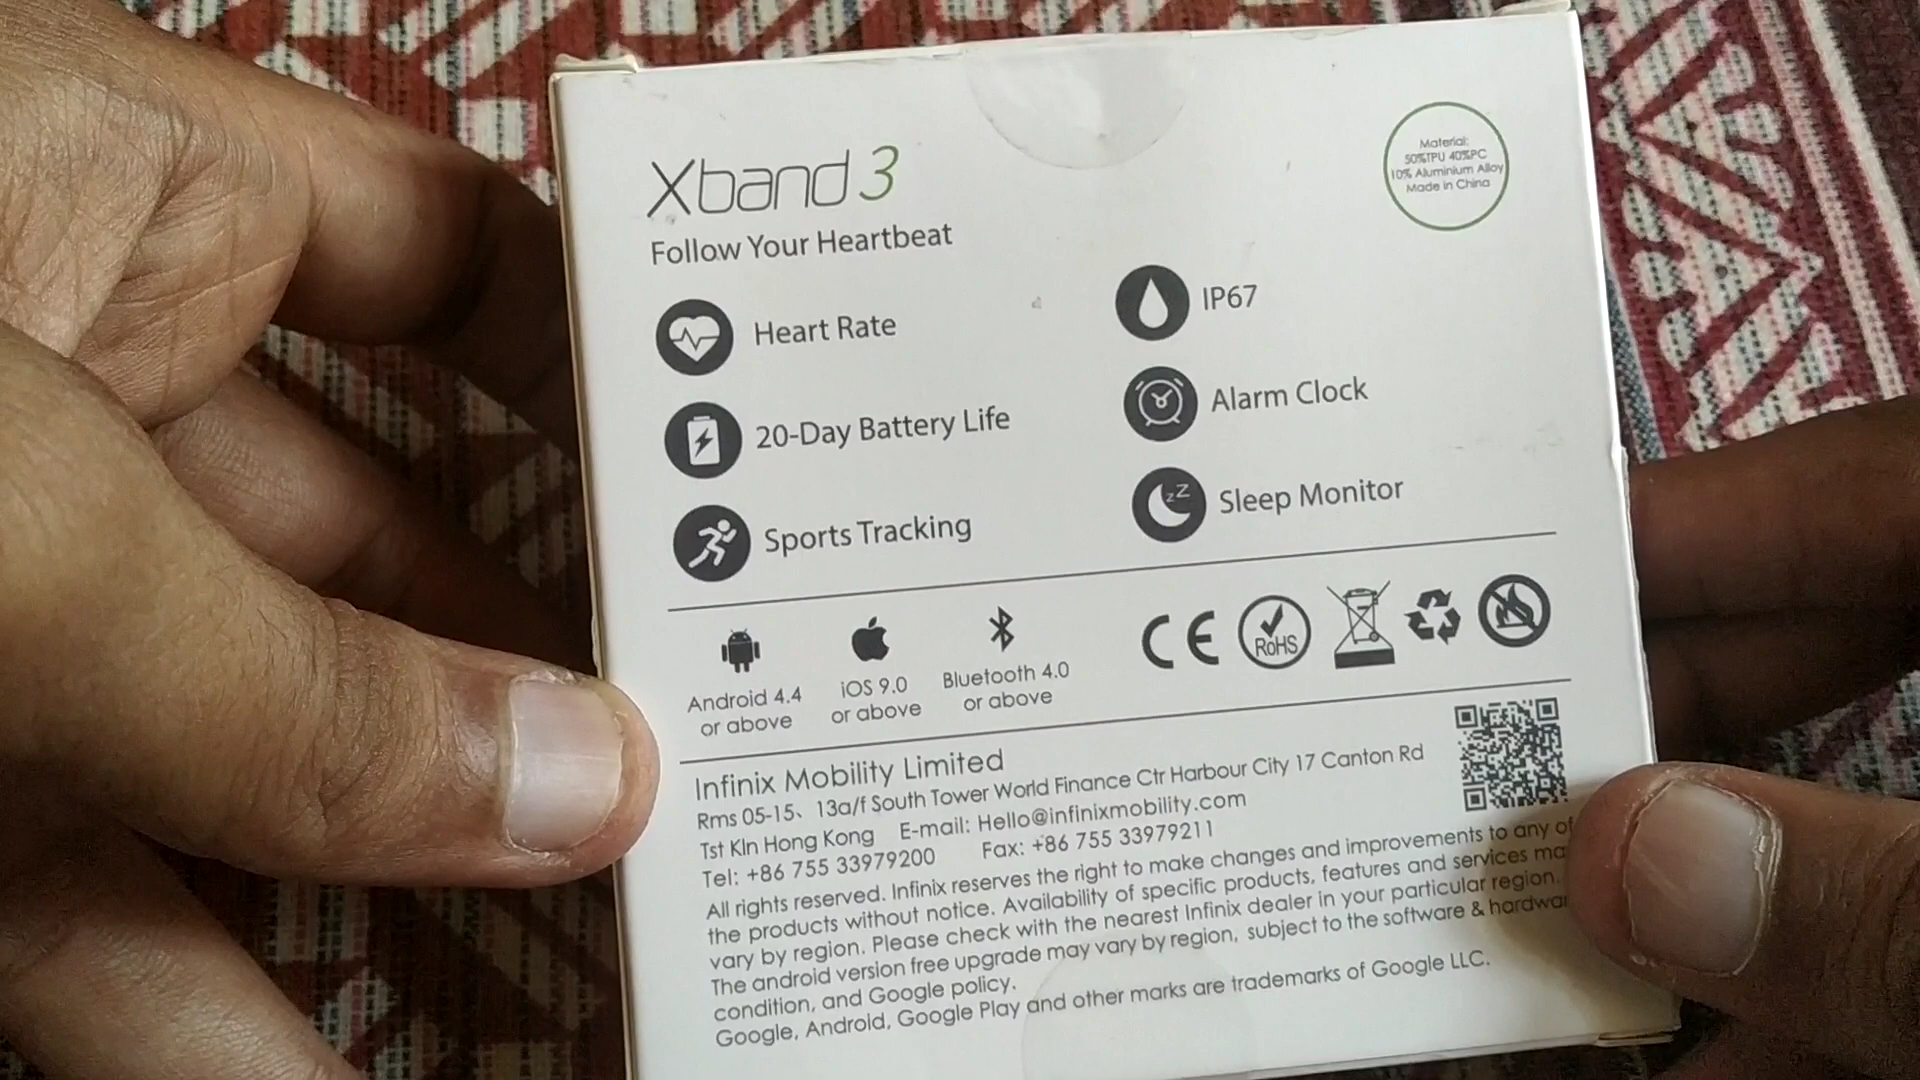 Xband 3
Follow Your Heartbeat
Material:
50%TPU 40%PC
10% Aluminium Alloy
Made in China
Heart Rate
IP67
20-Day Battery Life
Alarm Clock
Sports Tracking
Sleep Monitor
zZ
Android 4.4
or above
iOS 9.0
or above
Bluetooth 4.0
or above
CE
RoHS
Infinix Mobility Limited
Rms 05-15、13a/f South Tower World Finance Ctr Harbour City 17 Canton Rd
Tst Kln Hong Kong E-mail: Hello@infinixmobility.com
Tel: +86 755 33979200 Fax: +86 755 33979211
All rights reserved. Infinix reserves the right to make changes and improvements to any of
the products without notice. Availability of specific products, features and services ma
vary by region. Please check with the nearest Infinix dealer in your particular region.
The android version free upgrade may vary by region, subject to the software & hardwar
condition, and Google policy.
Google, Android, Google Play and other marks are trademarks of Google LLC.